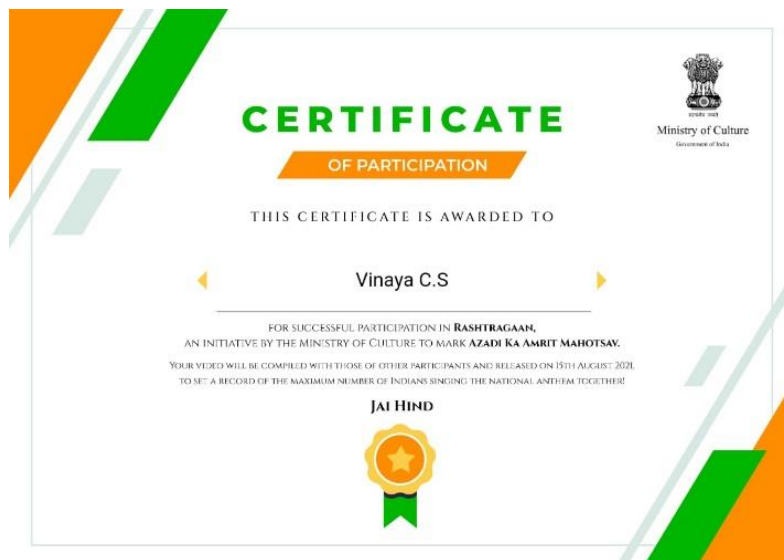 CERTIFICATE
OF PARTICIPATION
सत्यमेव जयते
Ministry of Culture
Government of India
THIS CERTIFICATE IS AWARDED TO
Vinaya C.S
FOR SUCCESSFUL PARTICIPATION IN RASHTRAGAAN,
AN INITIATIVE BY THE MINISTRY OF CULTURE TO MARK AZADI KA AMRIT MAHOTSAV.
YOUR VIDEO WILL BE COMPILED WITH THOSE OF OTHER PARTICIPANTS AND RELEASED ON 15TH AUGUST 2021,
TO SET A RECORD OF THE MAXIMUM NUMBER OF INDIANS SINGING THE NATIONAL ANTHEM TOGETHER!
JAI HIND